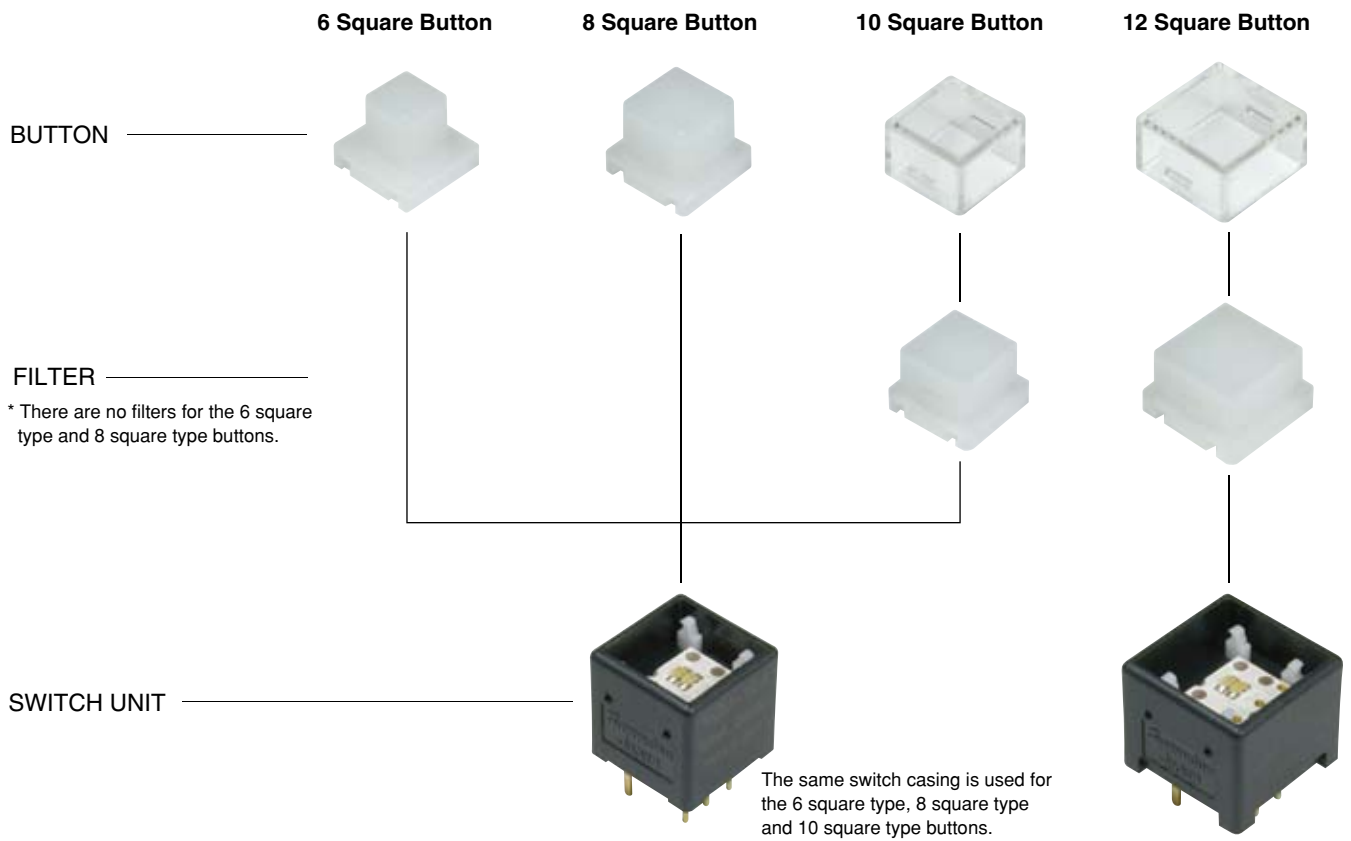 6 Square Button
8 Square Button
10 Square Button
12 Square Button
BUTTON
FILTER
* There are no filters for the 6 square
type and 8 square type buttons.
SWITCH UNIT
The same switch casing is used for
the 6 square type, 8 square type
and 10 square type buttons.